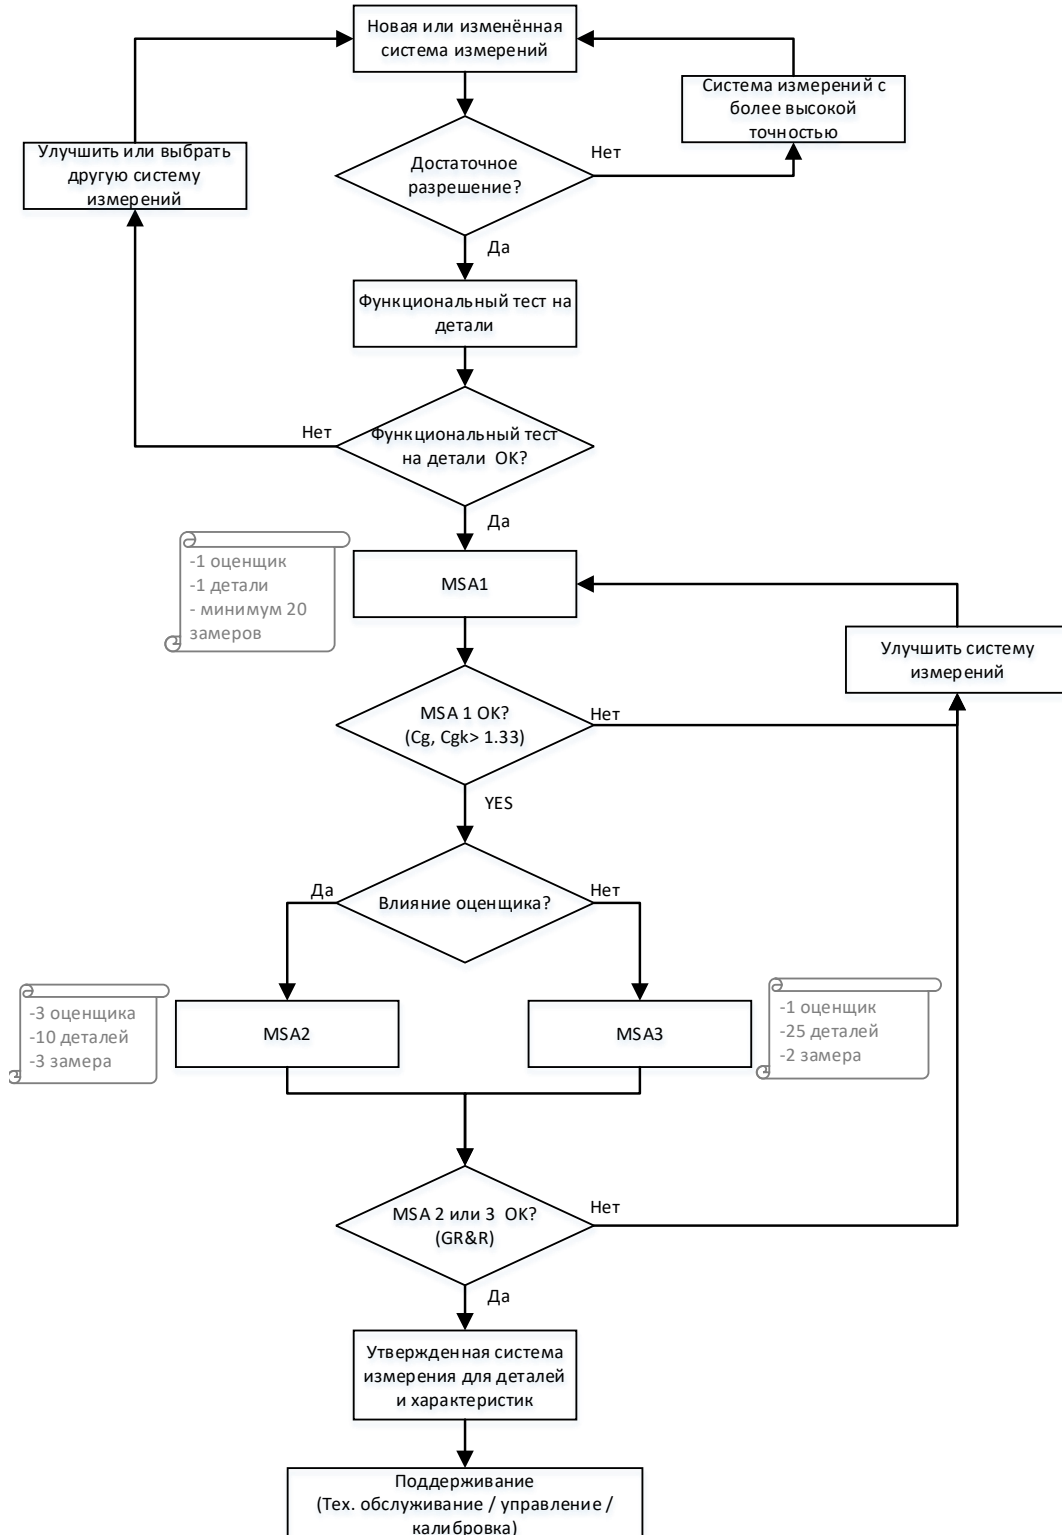 Новая или изменённая
система измерений
Система измерений с
более высокой
точностью
Улучшить или выбрать
другую систему
измерений
Достаточное
разрешение?
Нет
Да
Функциональный тест на
детали
Нет
Функциональный тест
на детали OK?
Да
-1 оценщик
-1 детали
- минимум 20
замеров
MSA1
Улучшить систему
измерений
MSA 1 OK?
(Cg, Cgk> 1.33)
Нет
YES
Да
Влияние оценщика?
Нет
-3 оценщика
-10 деталей
-3 замера
MSA2
MSA3
-1 оценщик
-25 деталей
-2 замера
MSA 2 или 3 OK?
(GR&R)
Нет
Да
Утвержденная система
измерения для деталей
и характеристик
Поддерживание
(Тех. обслуживание / управление /
калибровка)